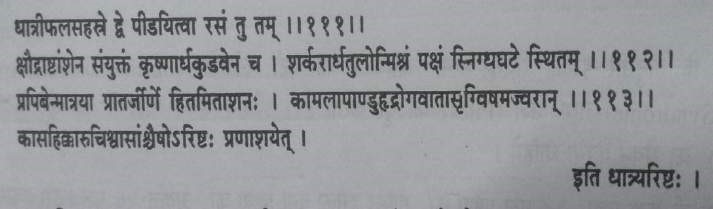 धात्रीफलसहस्रे द्वे पीडयित्वा रसं तु तम् ।।१११।।
क्षौद्राष्टांशेन संयुक्तं कृष्णार्धकुडवेन च । शर्करार्धतुलोन्मिश्रं पक्षं स्निग्धघटे स्थितम् ।।११२।।
प्रपिबेन्मात्रया प्रातर्जीर्णे हितमिताशनः । कामलापाण्डुहृद्रोगवातासृग्विषमज्वरान् ।।११३।।
कासहिक्कारुचिश्वासांश्चैषोऽरिष्टः प्रणाशयेत् ।
इति धात्र्यरिष्टः ।